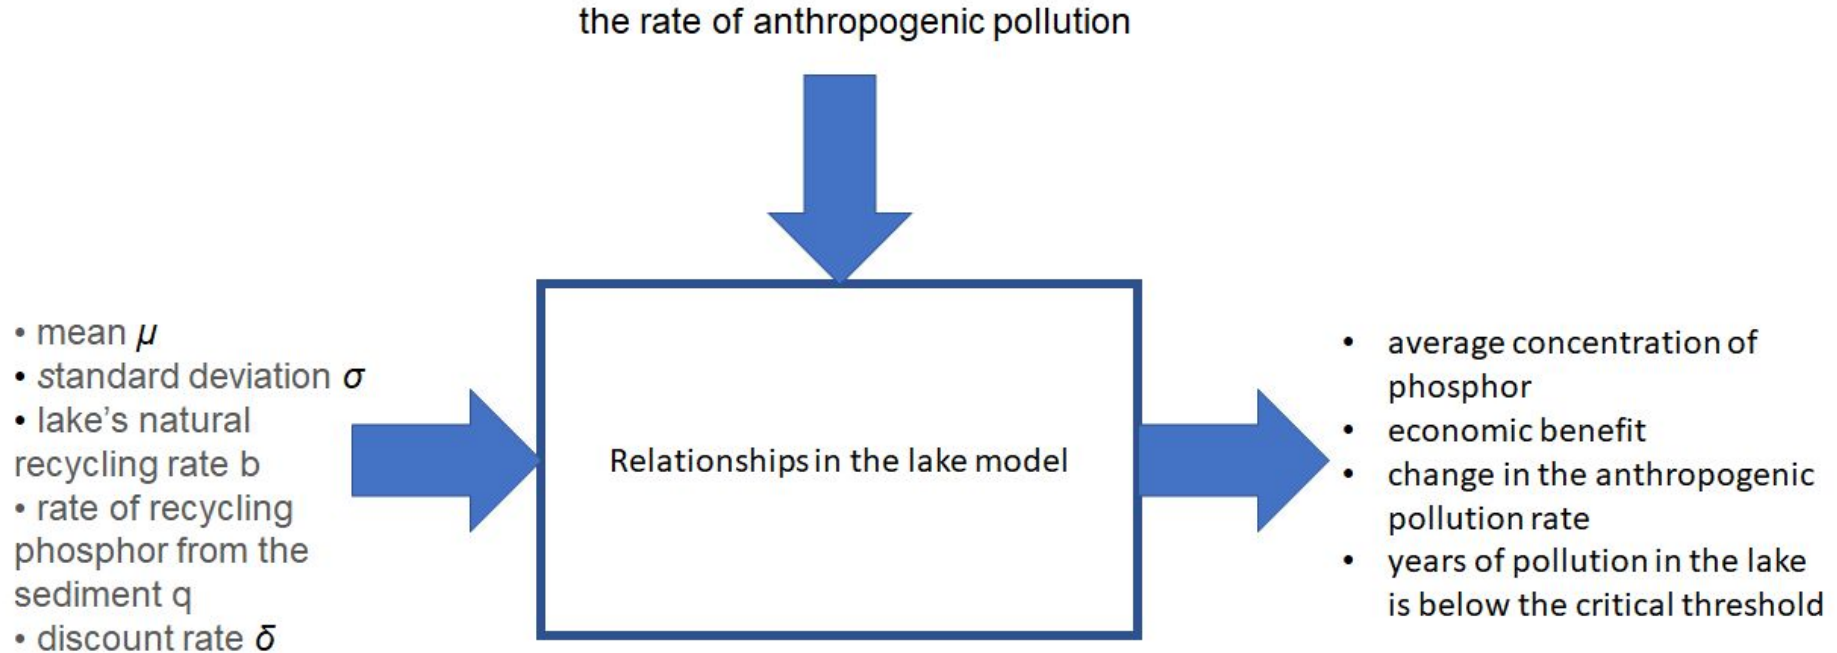 the rate of anthropogenic pollution
• mean μ
• standard deviation σ
• lake’s natural
recycling rate b
• rate of recycling
phosphor from the
sediment q
• discount rate δ
Relationships in the lake model
• average concentration of
phosphor
• economic benefit
• change in the anthropogenic
pollution rate
• years of pollution in the lake
is below the critical threshold